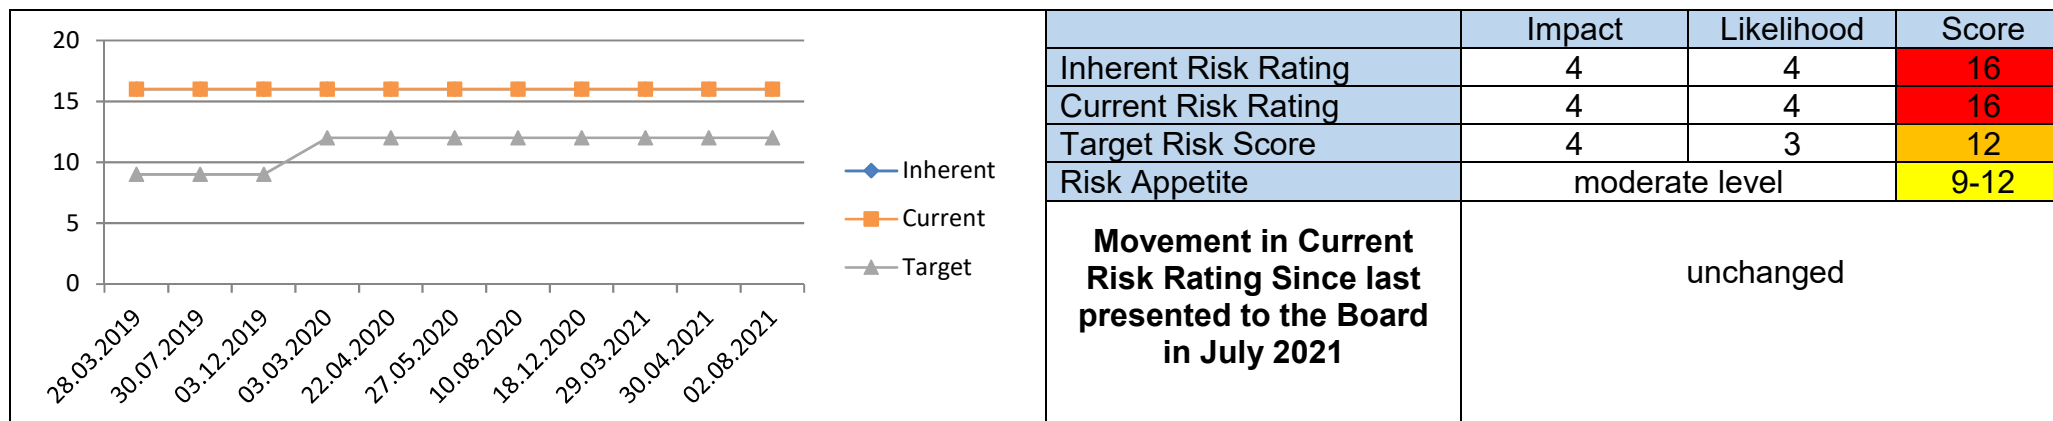 20
15
10
5
0
28.03.2019
30.07.2019
03.12.2019
03.03.2020
22.04.2020
27.05.2020
10.08.2020
18.12.2020
29.03.2021
30.04.2021
02.08.2021
Inherent
Current
Target
Impact Likelihood Score
Inherent Risk Rating 4 4 16
Current Risk Rating 4 4 16
Target Risk Score 4 3 12
Risk Appetite moderate level 9-12
Movement in Current
Risk Rating Since last
presented to the Board
in July 2021
unchanged